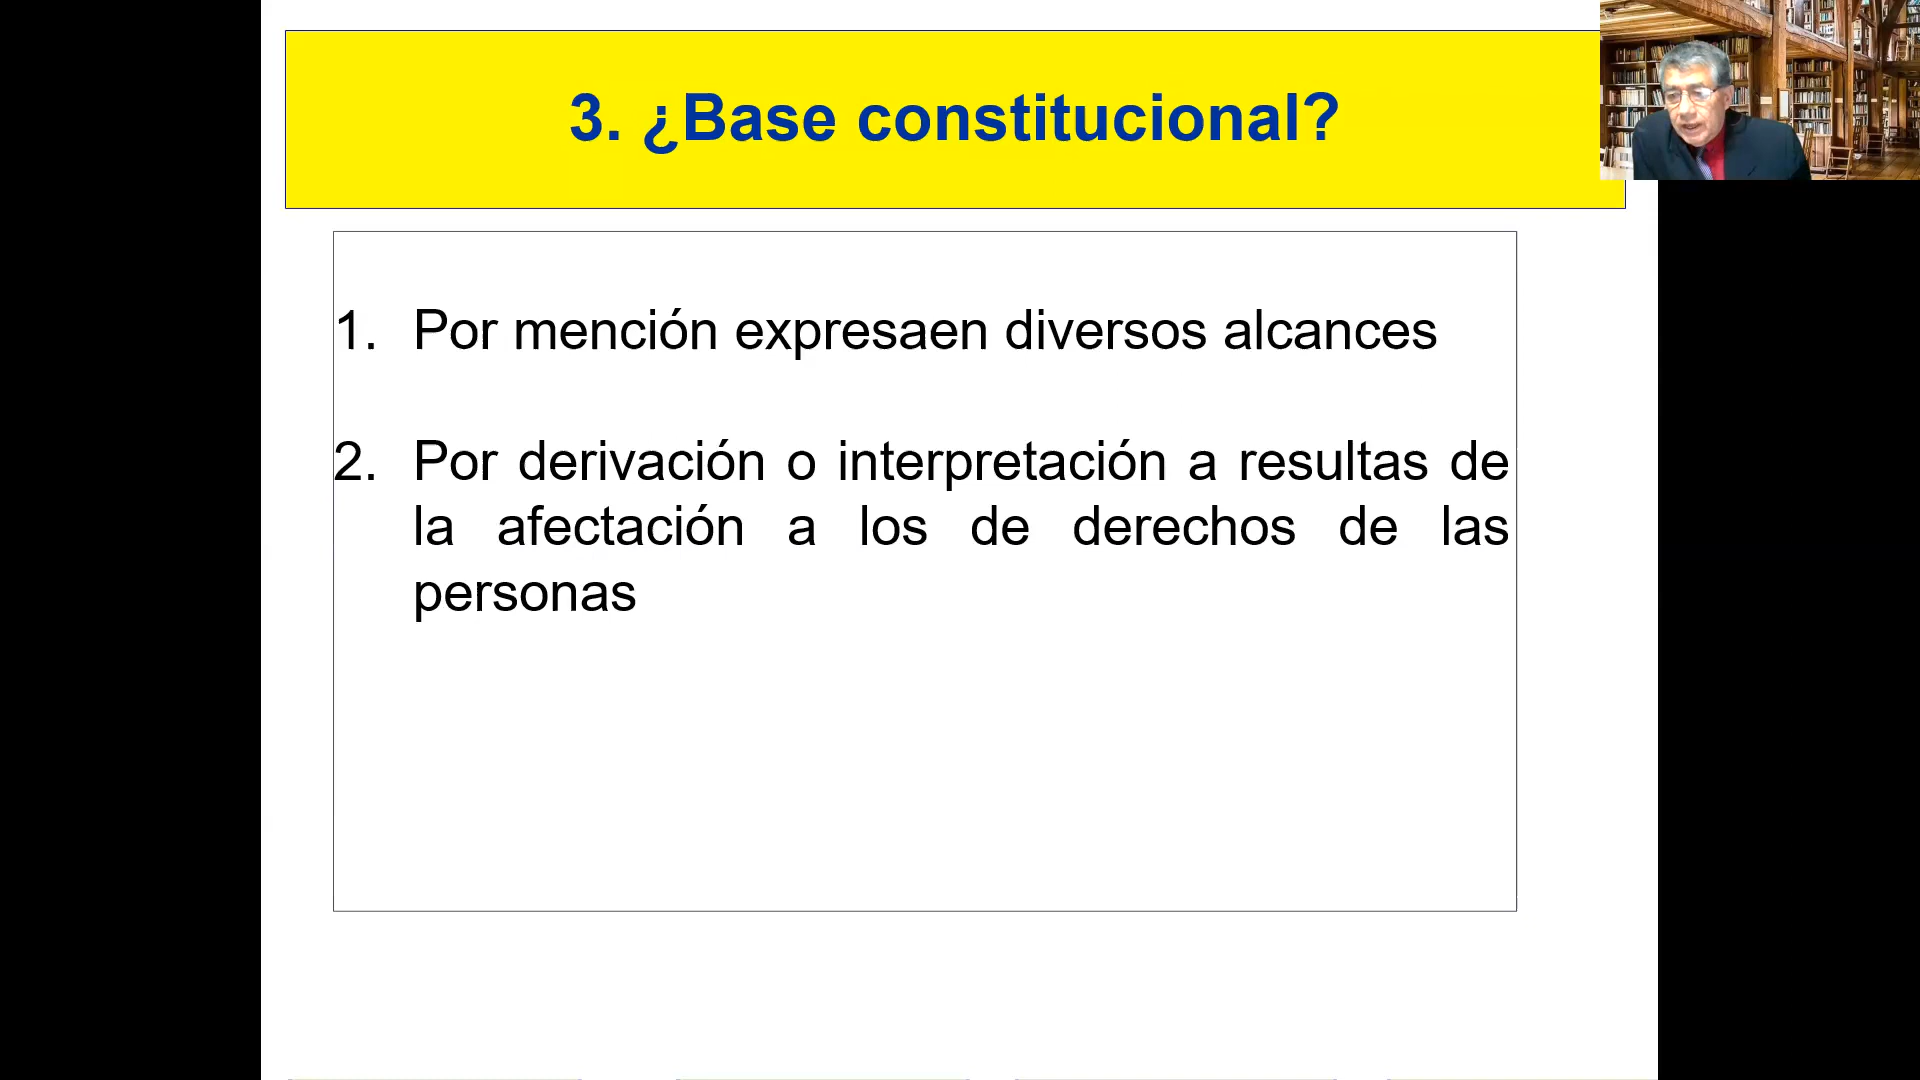 3. ¿Base constitucional?
1. Por mención expresaen diversos alcances
2. Por derivación o interpretación a resultas de
la afectación a los de derechos de las
personas